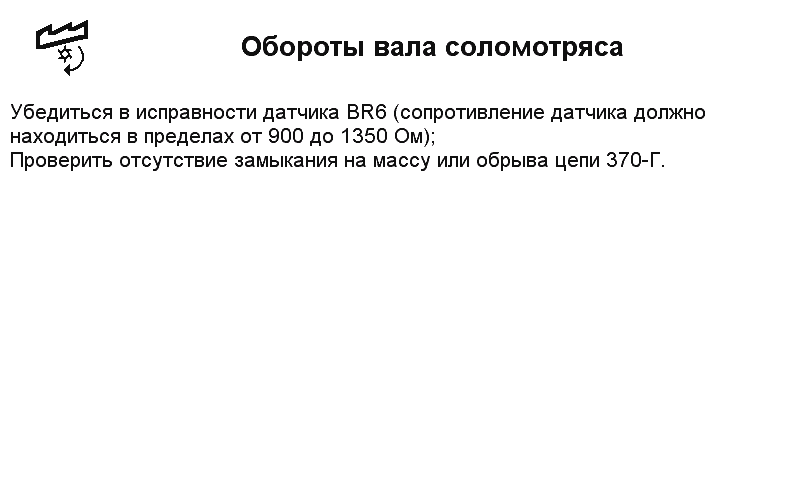 Обороты вала соломотряса
Убедиться в исправности датчика BR6 (сопротивление датчика должно
находиться в пределах от 900 до 1350 Ом);
Проверить отсутствие замыкания на массу или обрыва цепи 370-Г.